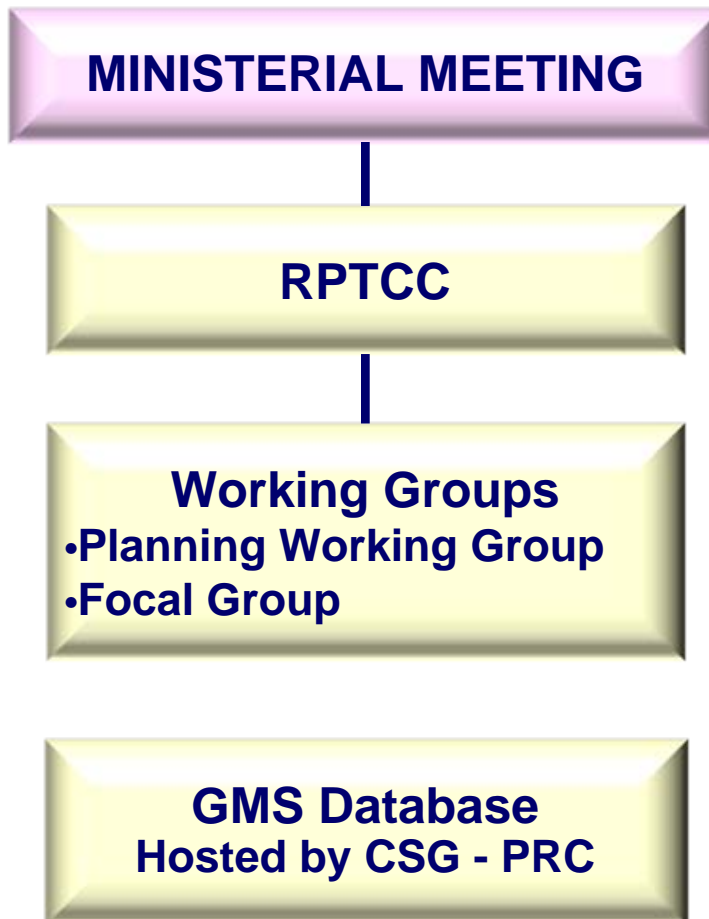 MINISTERIAL MEETING
RPTCC
Working Groups
•Planning Working Group
•Focal Group
GMS Database
Hosted by CSG - PRC